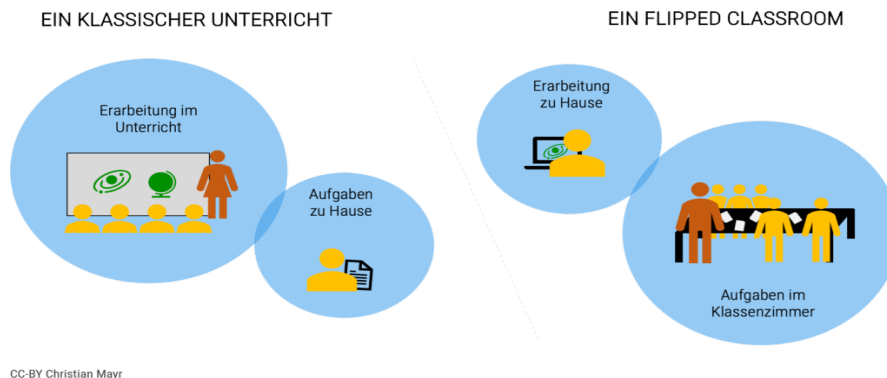 EIN KLASSISCHER UNTERRICHT
Erarbeitung im
Unterricht
Aufgaben
zu Hause
EIN FLIPPED CLASSROOM
Erarbeitung
zu Hause
Aufgaben im
Klassenzimmer
CC-BY Christian Mayr